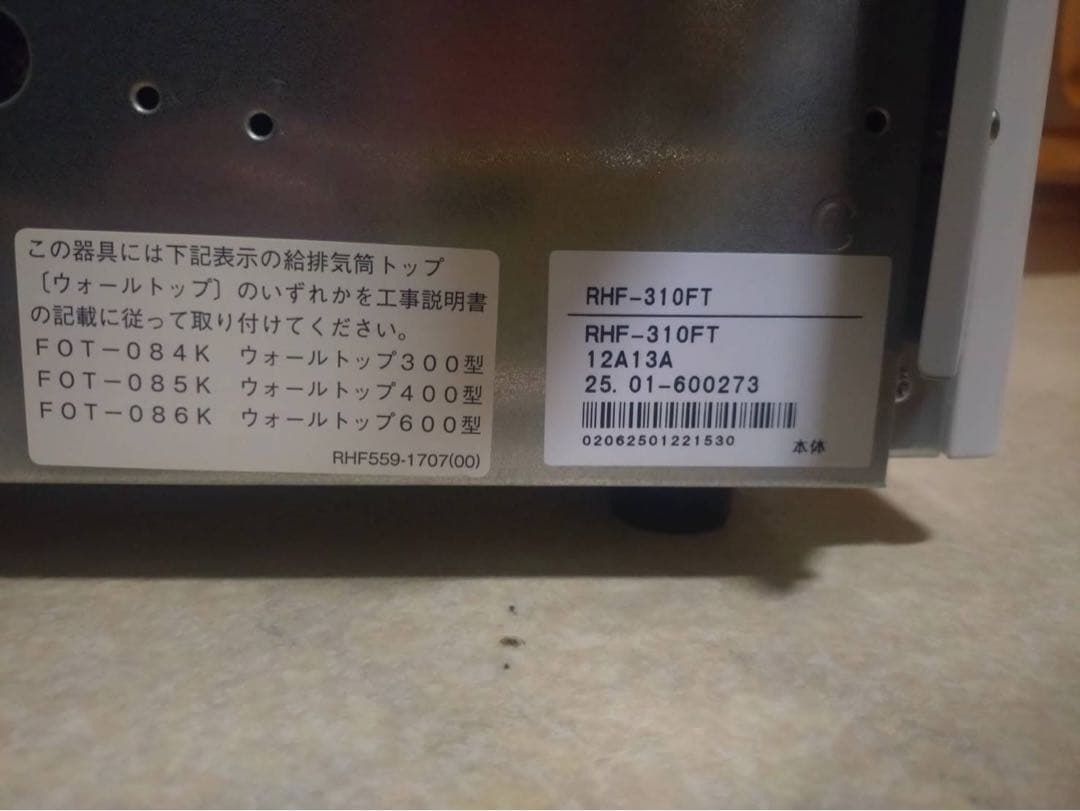 この器具には下記表示の給排気筒トップ
〔ウォールトップ〕のいずれかを工事説明書
の記載に従って取り付けてください。
FOT-084K ウォールトップ300型
FOT-085K ウォールトップ400型
FOT-086K ウォールトップ600型
RHF559-1707(00)
RHF-310FT
RHF-310FT
12A13A
25.01-600273
02062501221530 本体